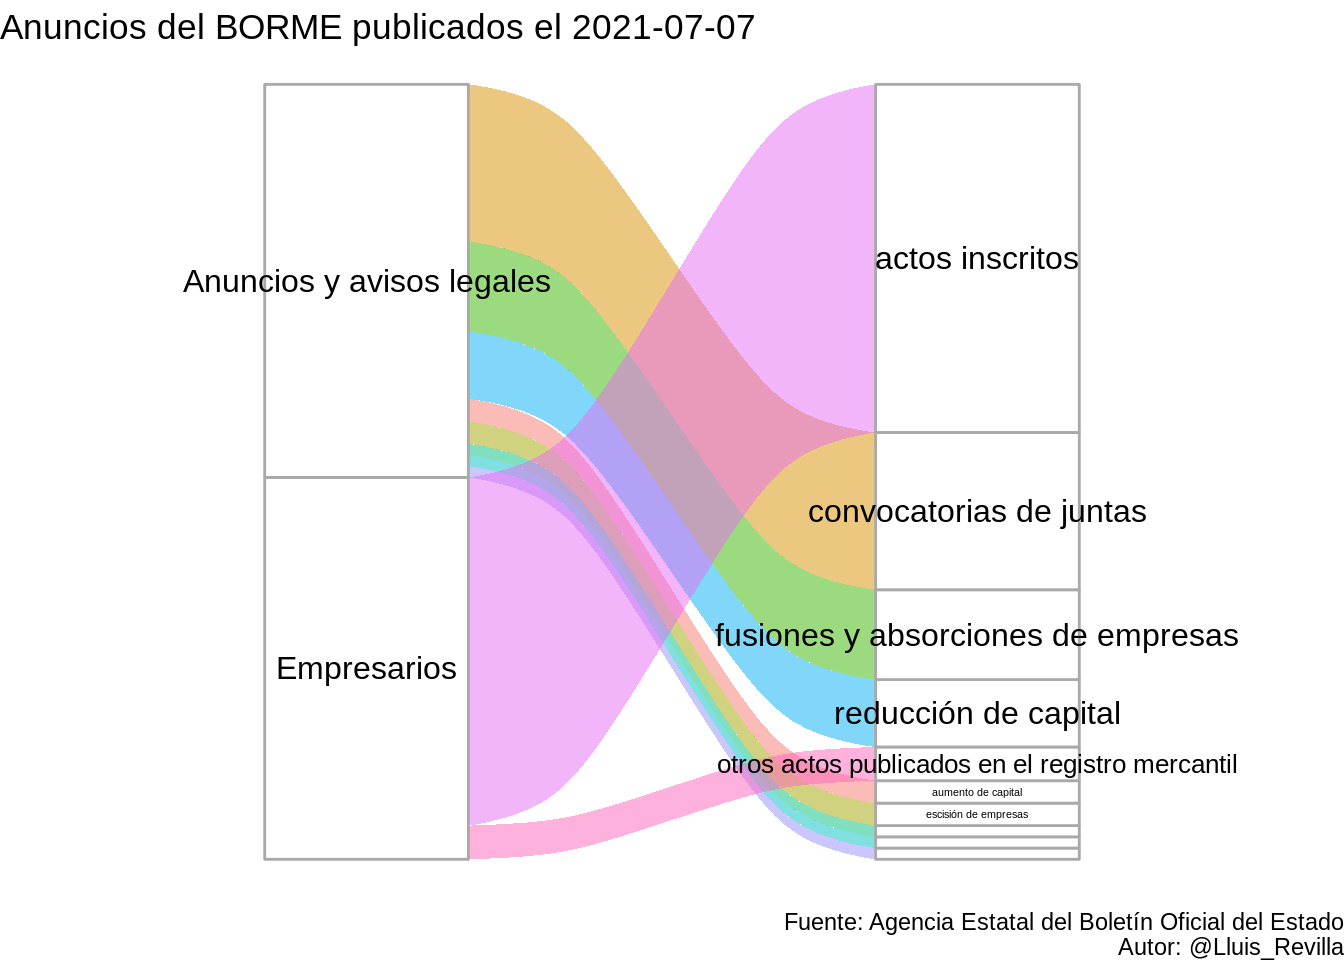 Anuncios del BORME publicados el 2021-07-07
Anuncios y avisos legales
Empresarios
actos inscritos
convocatorias de juntas
fusiones y absorciones de empresas
reducción de capital
otros actos publicados en el registro mercantil
aumento de capital
escisión de empresas
Fuente: Agencia Estatal del Boletín Oficial del Estado
Autor: @Lluis_Revilla